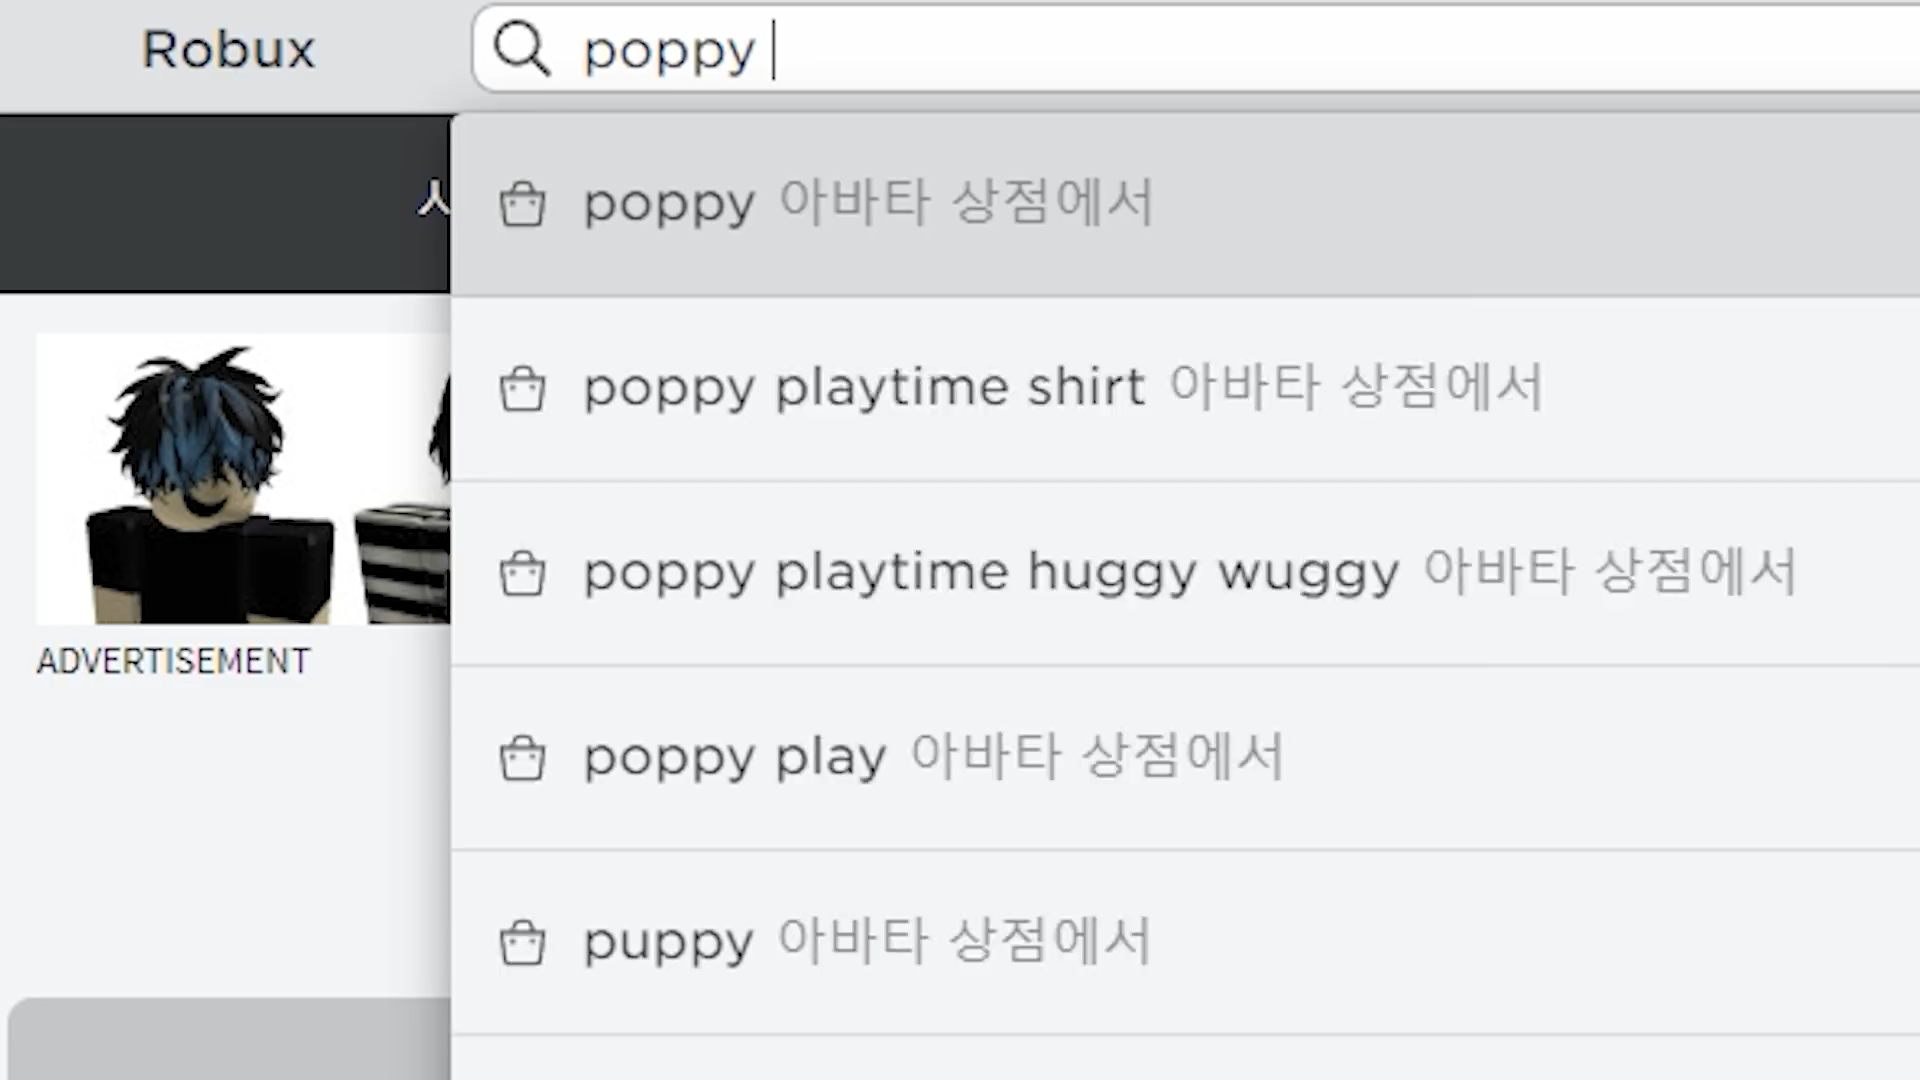 Robux
poppy
poppy 아바타 상점에서
poppy playtime shirt 아바타 상점에서
poppy playtime huggy wuggy 아바타 상점에서
poppy play 아바타 상점에서
puppy 아바타 상점에서
ADVERTISEMENT